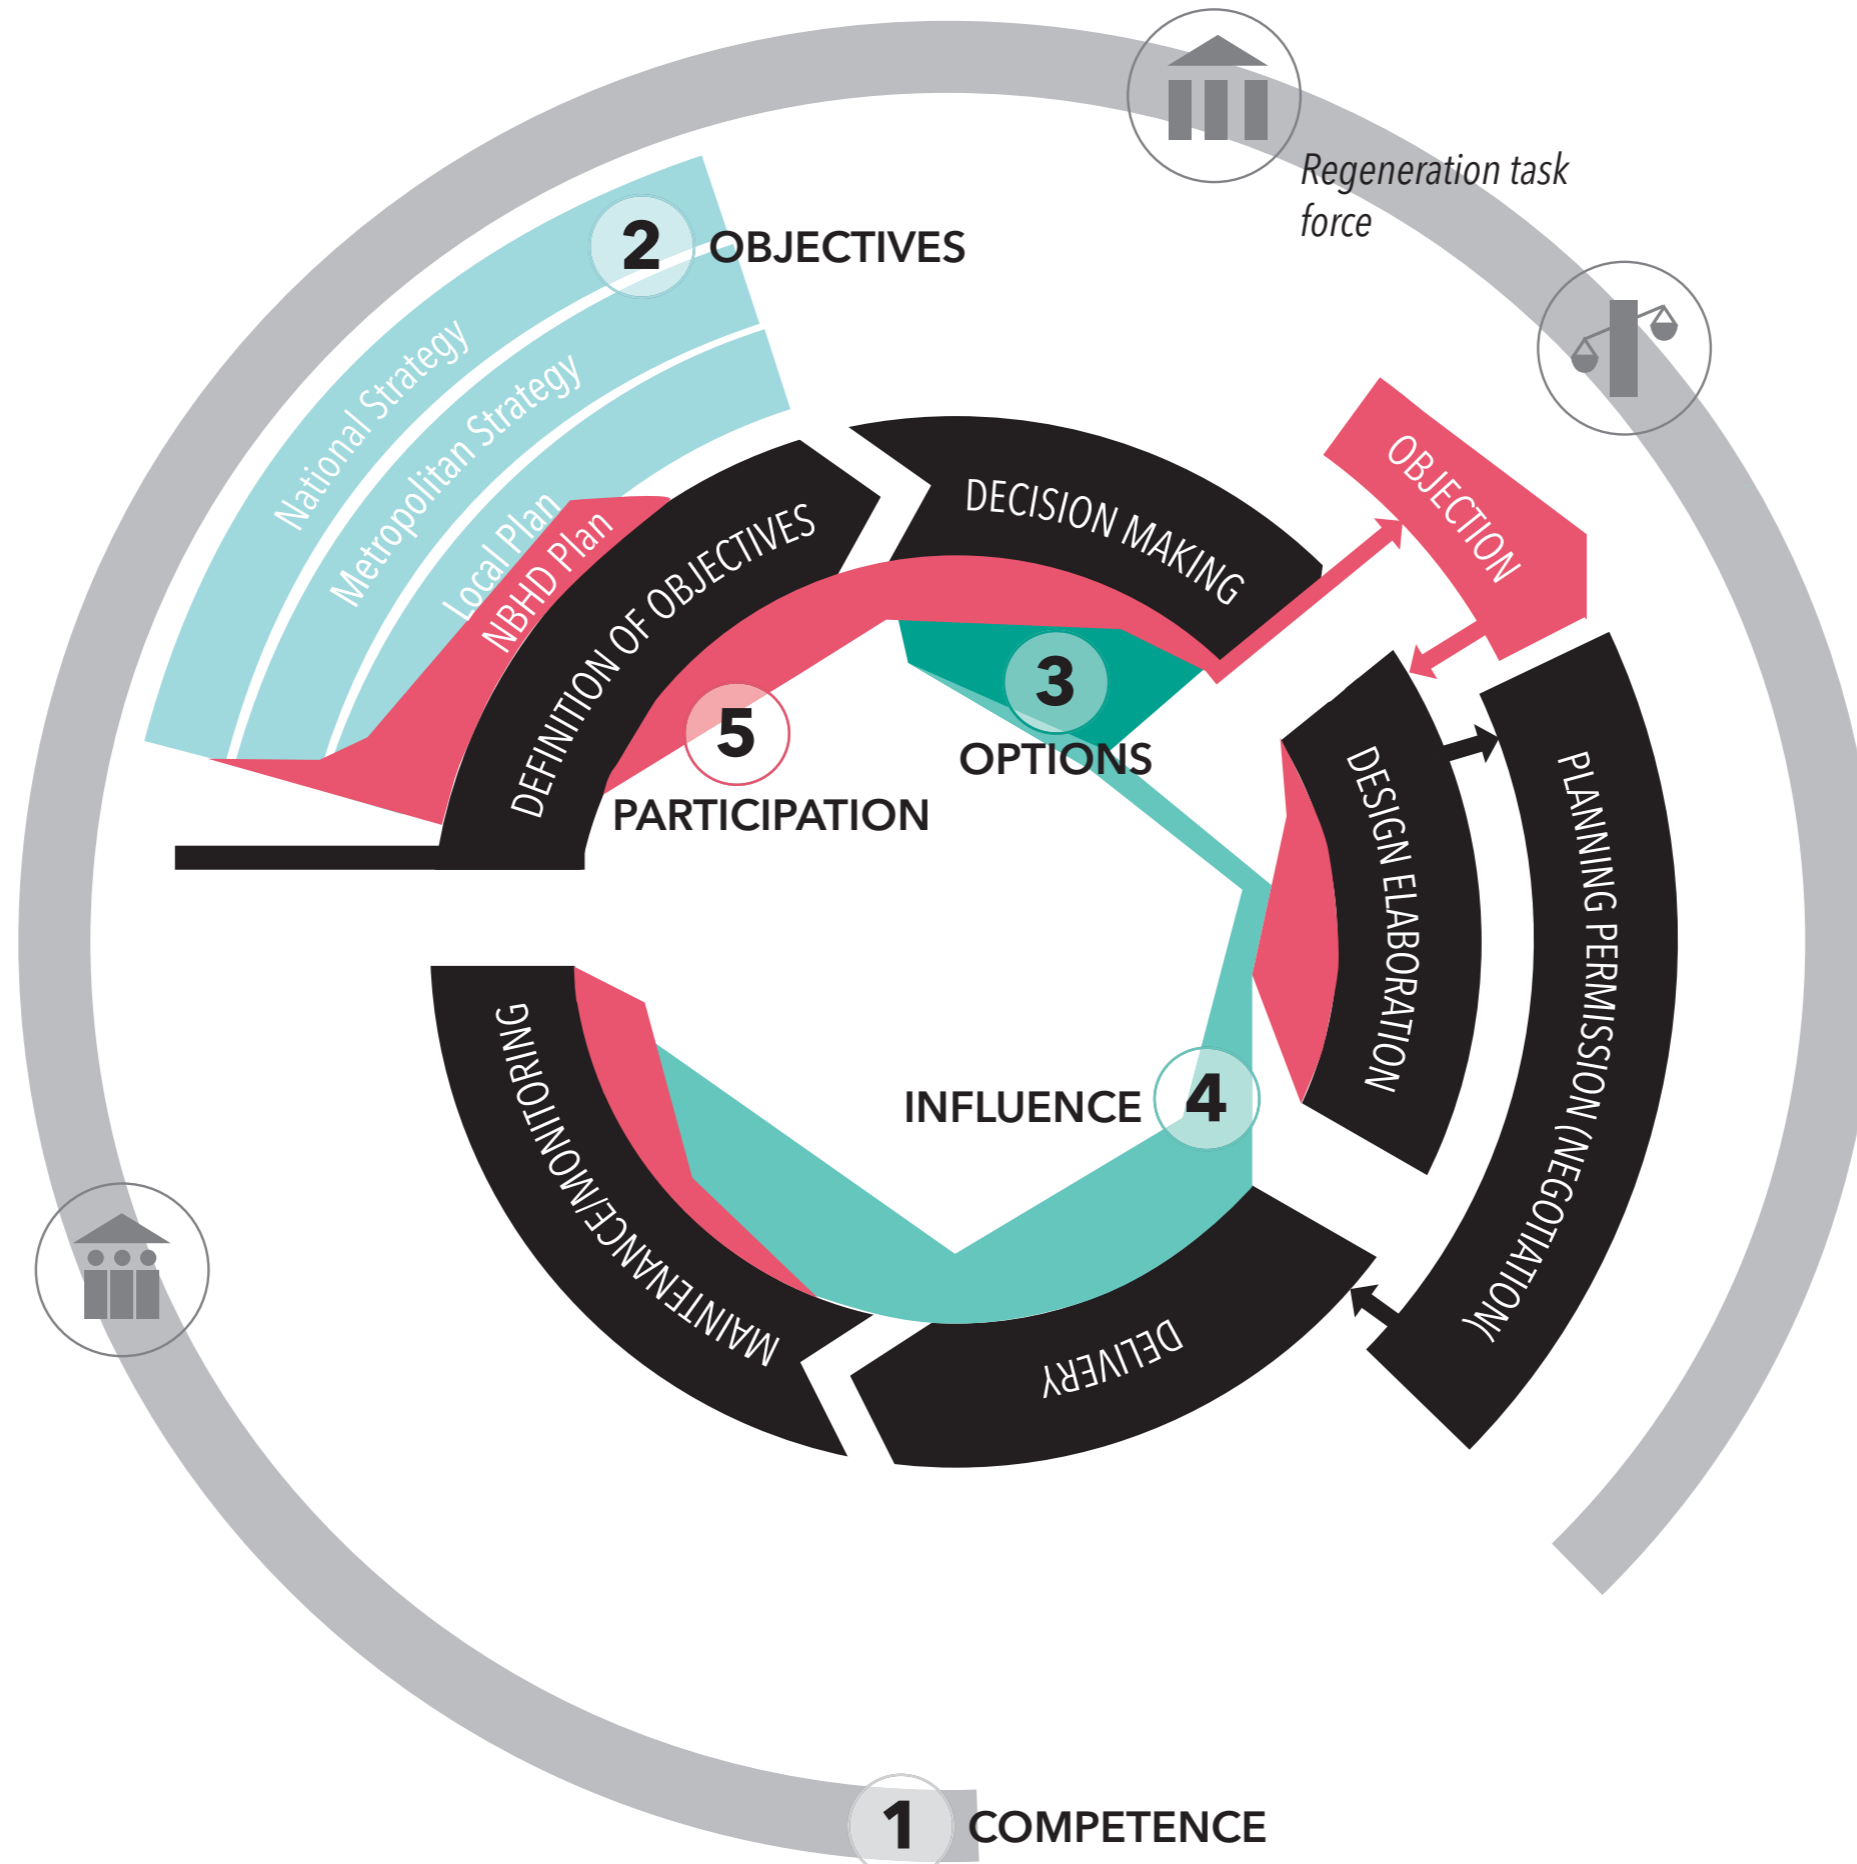 Regeneration task
force
2 OBJECTIVES
National Strategy
Metropolitan Strategy
Local Plan
NBHD Plan
DEFINITION OF OBJECTIVES
DECISION MAKING
OBJECTION
3
OPTIONS
5
PARTICIPATION
DESIGN ELABORATION
PLANNING PERMISSION (NEGOTIATION(
INFLUENCE 4
DELIVERY
MAINTENANCE/MONITORING
1 COMPETENCE